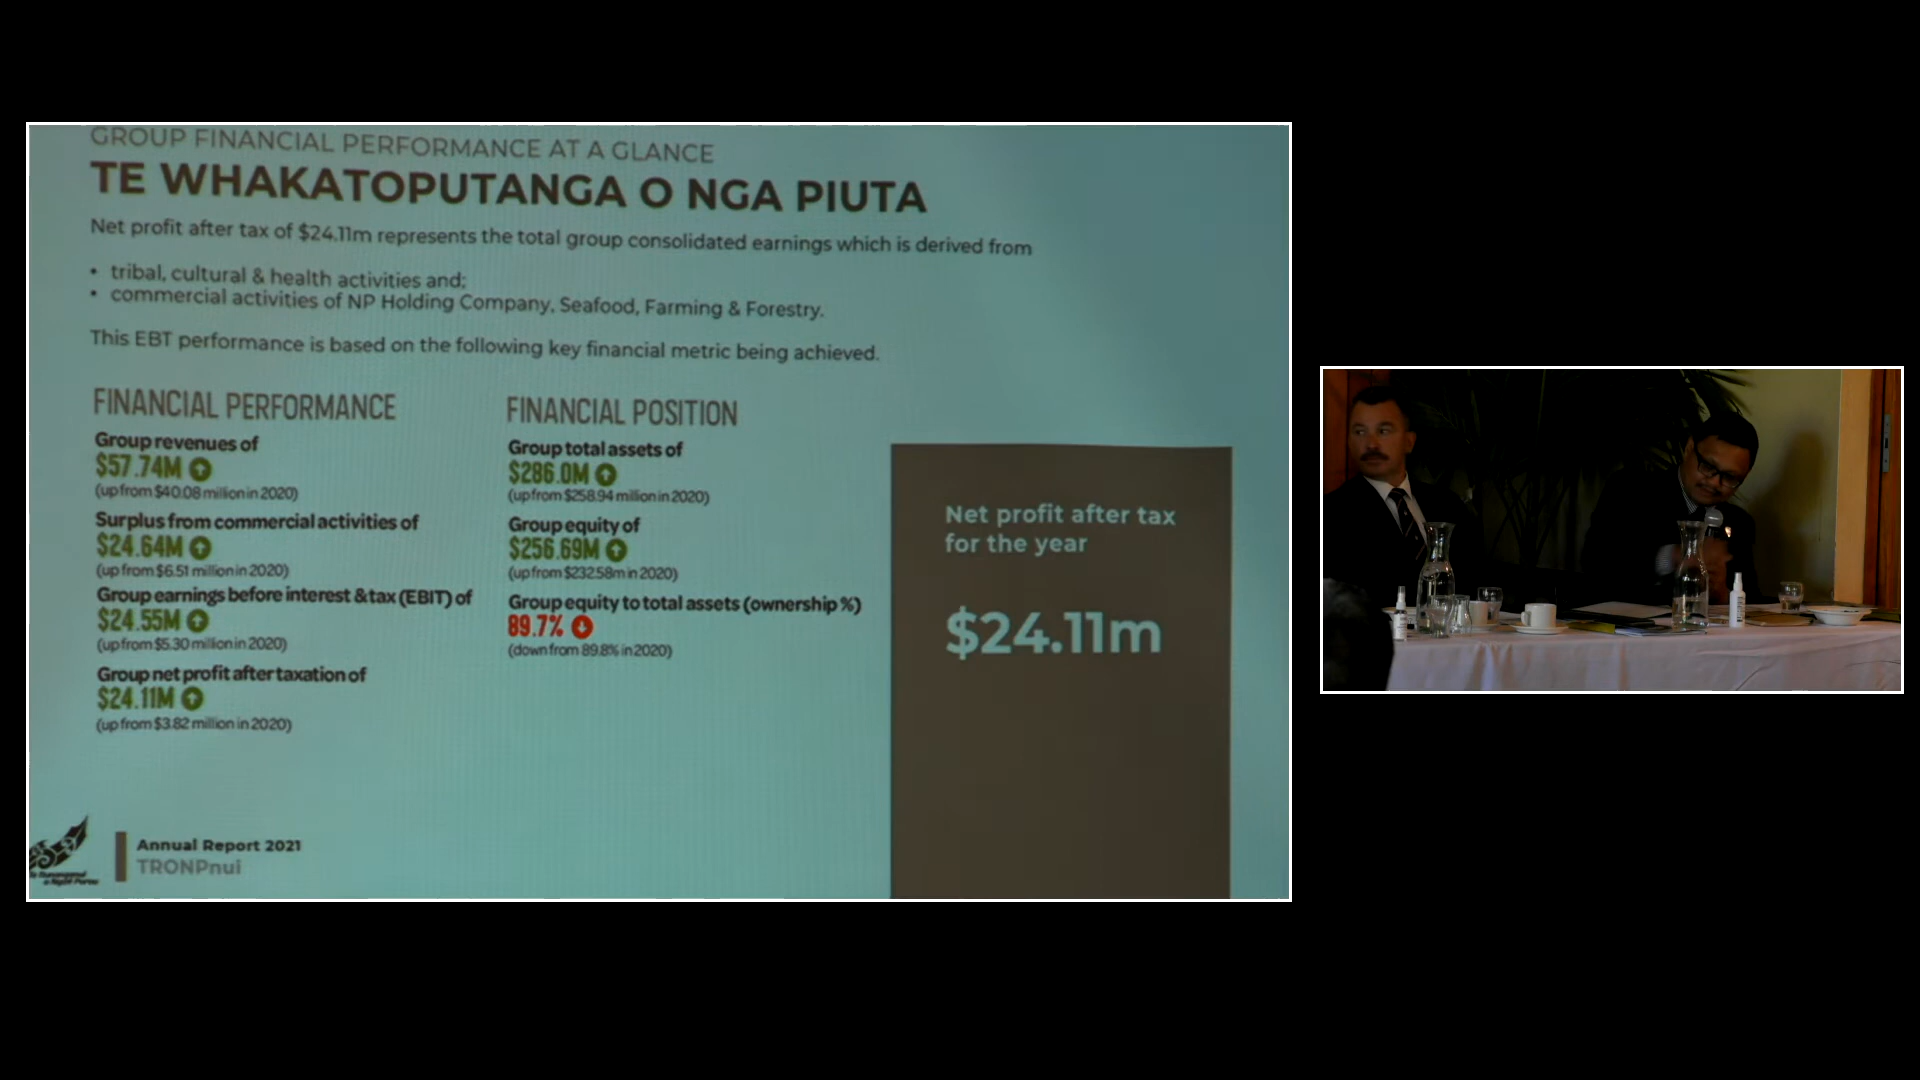 GROUP FINANCIAL PERFORMANCE AT A GLANCE
TE WHAKATOPUTANGA O NGA PIUTA
Net profit after tax of $24.11m represents the total group consolidated earnings which is derived from
• tribal, cultural & health activities and;
• commercial activities of NP Holding Company, Seafood, Farming & Forestry.
This EBT performance is based on the following key financial metric being achieved.
FINANCIAL PERFORMANCE
Group revenues of
$57.74M
(up from $40.08 million in 2020)
Surplus from commercial activities of
$24.64M
(up from $6.51 million in 2020)
Group earnings before interest & tax (EBIT) of
$24.55M
(up from $5.30 million in 2020)
Group net profit after taxation of
$24.11M
(up from $3.82 million in 2020)
FINANCIAL POSITION
Group total assets of
$286.0M
(up from $258.94 million in 2020)
Group equity of
$256.69M
(up from $232.58m in 2020)
Group equity to total assets (ownership %)
89.7%
(down from 89.8% in 2020)
Net profit after tax
for the year
$24.11m
Annual Report 2021
TRONPnui